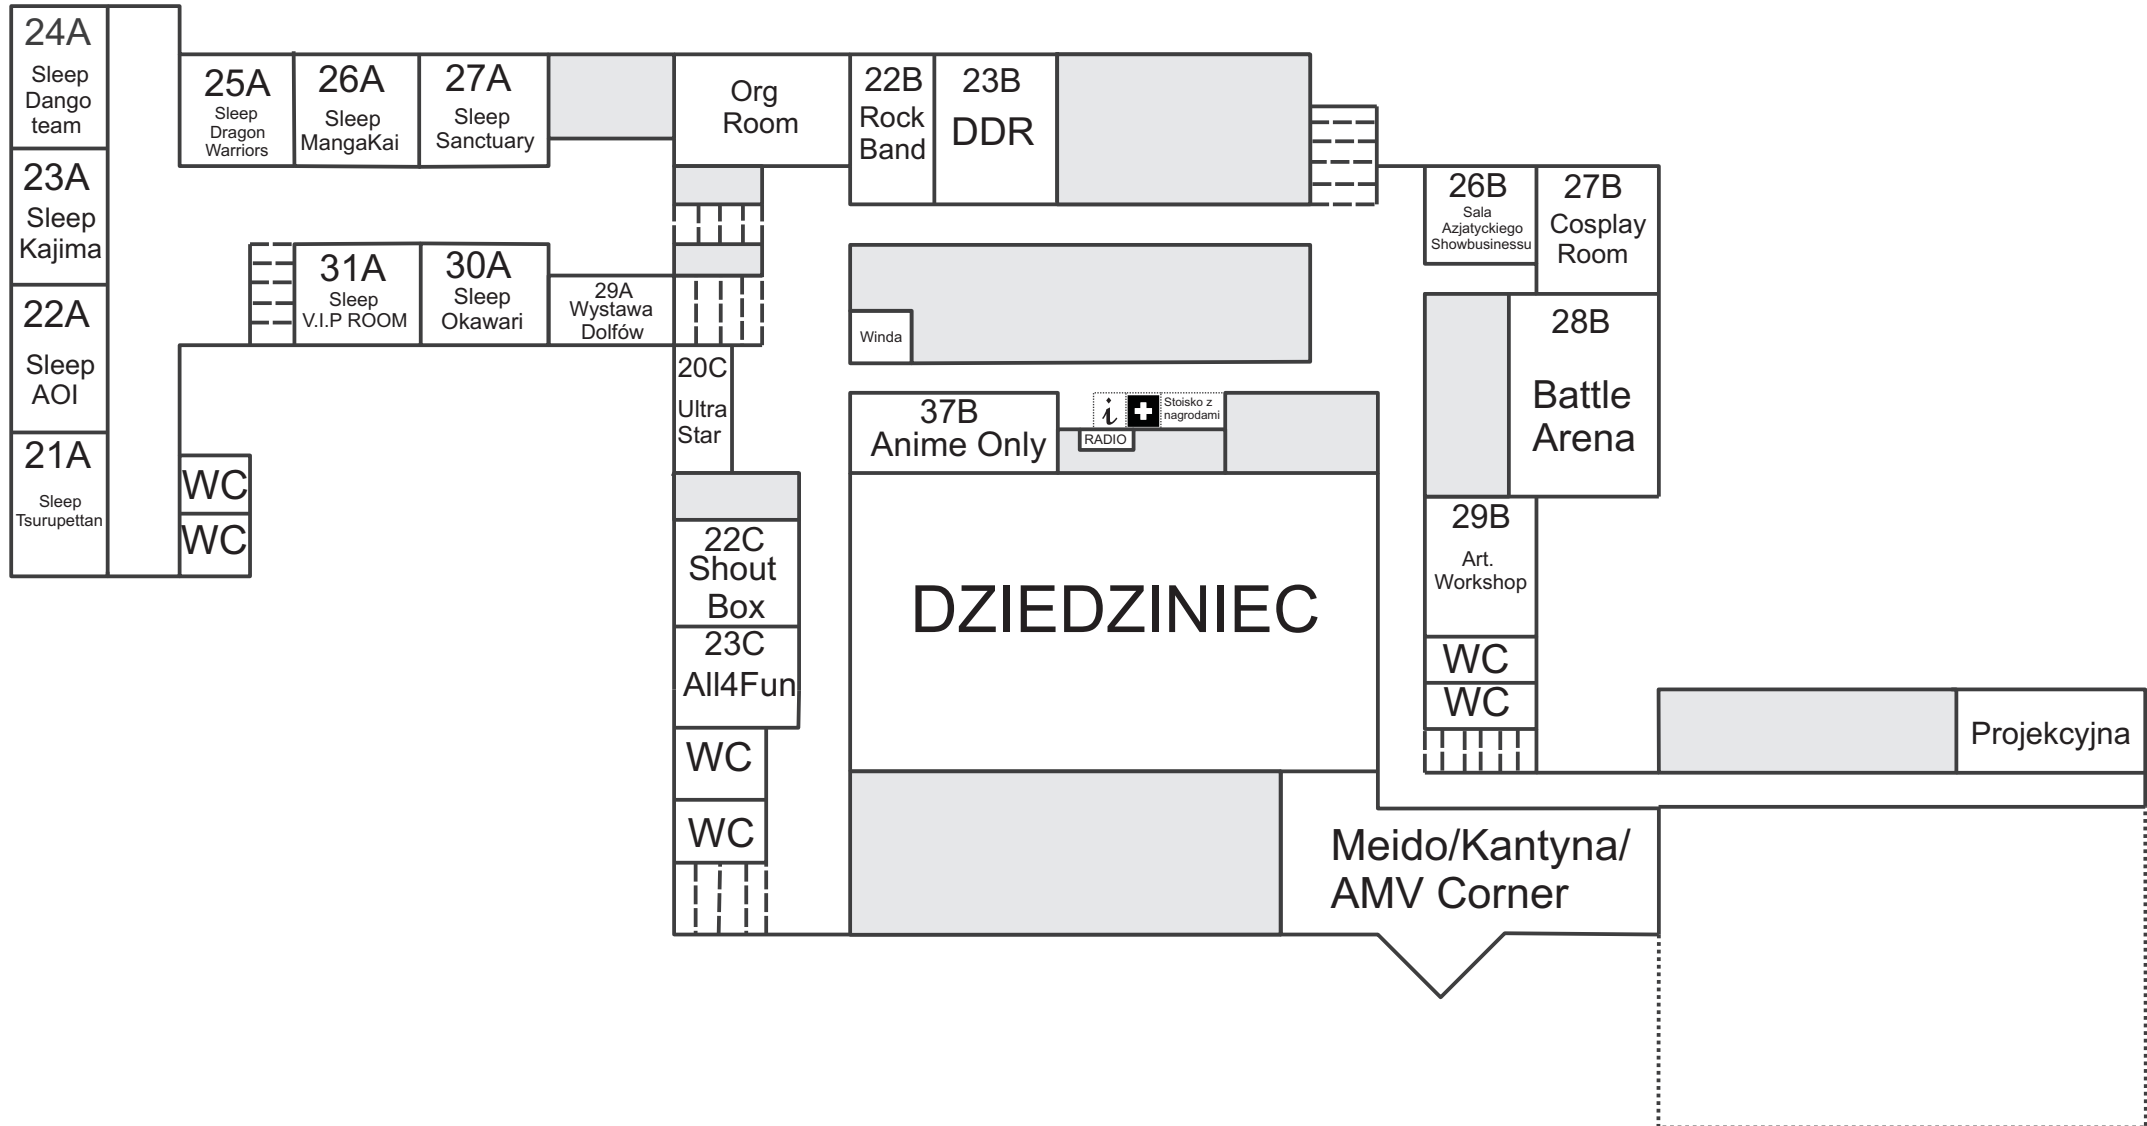 24A
Sleep
Dango
team
23A
Sleep
Kajima
22A
Sleep
AOI
21A
Sleep
Tsurupettan
25A
Sleep
Dragon
Warriors
26A
Sleep
MangaKai
27A
Sleep
Sanctuary
31A
Sleep
V.I.P ROOM
30A
Sleep
Okawari
29A
Wystawa
Dolfów
WC
WC
Org
Room
22B
Rock
Band
23B
DDR
Winda
20C
Ultra
Star
22C
Shout
Box
23C
All4Fun
WC
WC
37B
Anime Only
i
Stoisko z
nagrodami
RADIO
DZIEDZINIEC
26B
Sala
Azjatyckiego
Showbusinessu
27B
Cosplay
Room
28B
Battle
Arena
29B
Art.
Workshop
WC
WC
Projekcyjna
Meido/Kantyna/
AMV Corner